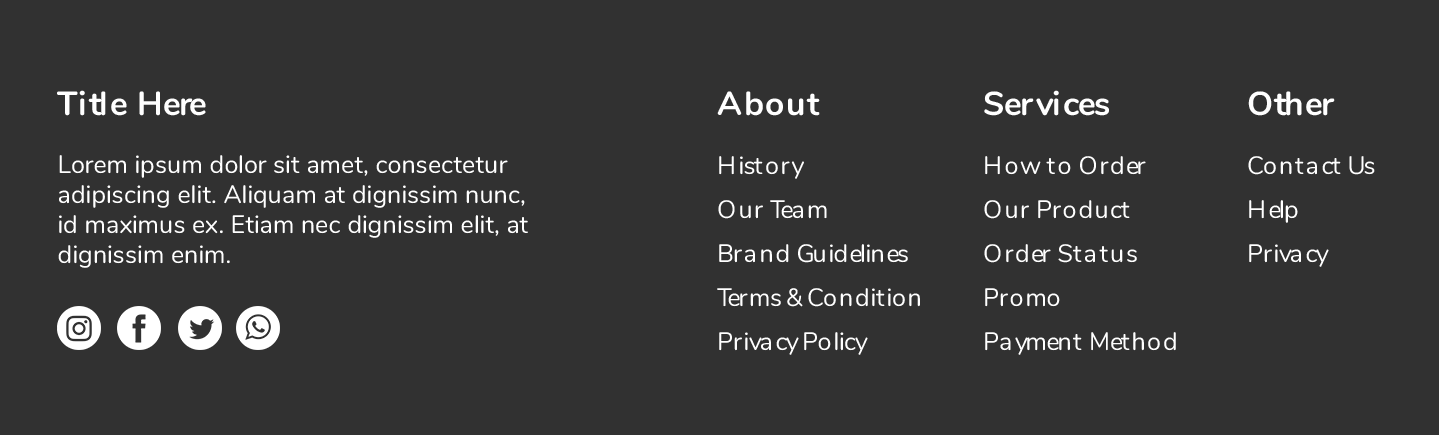 Title Here
Lorem ipsum dolor sit amet, consectetur
adipiscing elit. Aliquam at dignissim nunc,
id maximus ex. Etiam nec dignissim elit, at
dignissim enim.
About
History
Our Team
Brand Guidelines
Terms & Condition
Privacy Policy
Services
How to Order
Our Product
Order Status
Promo
Payment Method
Other
Contact Us
Help
Privacy